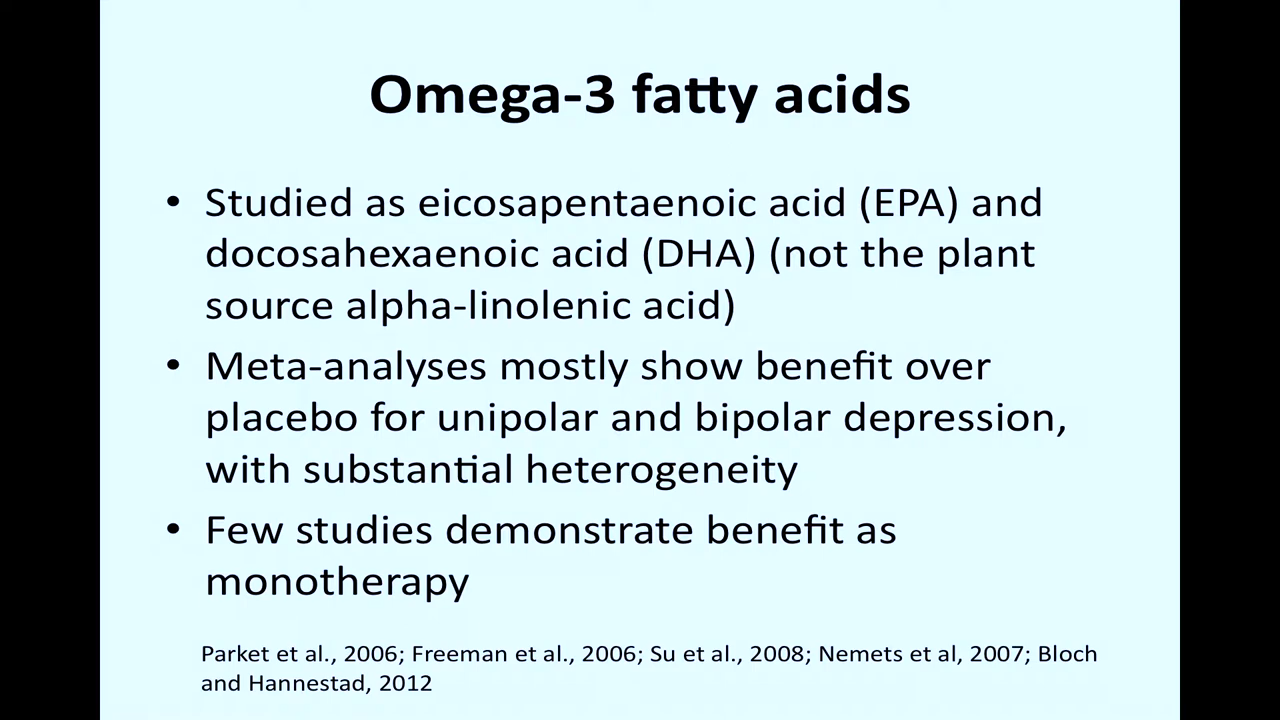 Omega-3 fatty acids
• Studied as eicosapentaenoic acid (EPA) and
docosahexaenoic acid (DHA) (not the plant
source alpha-linolenic acid)
• Meta-analyses mostly show benefit over
placebo for unipolar and bipolar depression,
with substantial heterogeneity
• Few studies demonstrate benefit as
monotherapy
Parket et al., 2006; Freeman et al., 2006; Su et al., 2008; Nemets et al, 2007; Bloch
and Hannestad, 2012